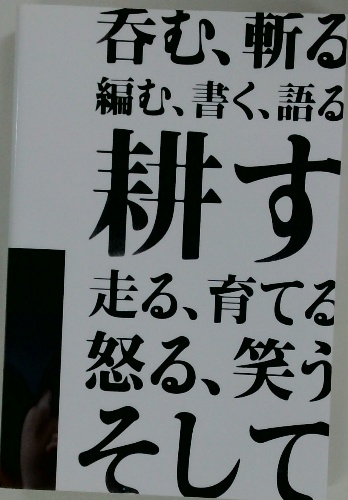 呑む、斬る
編む、書く、語る
耕す
走る、育てる
怒る、笑う
そして